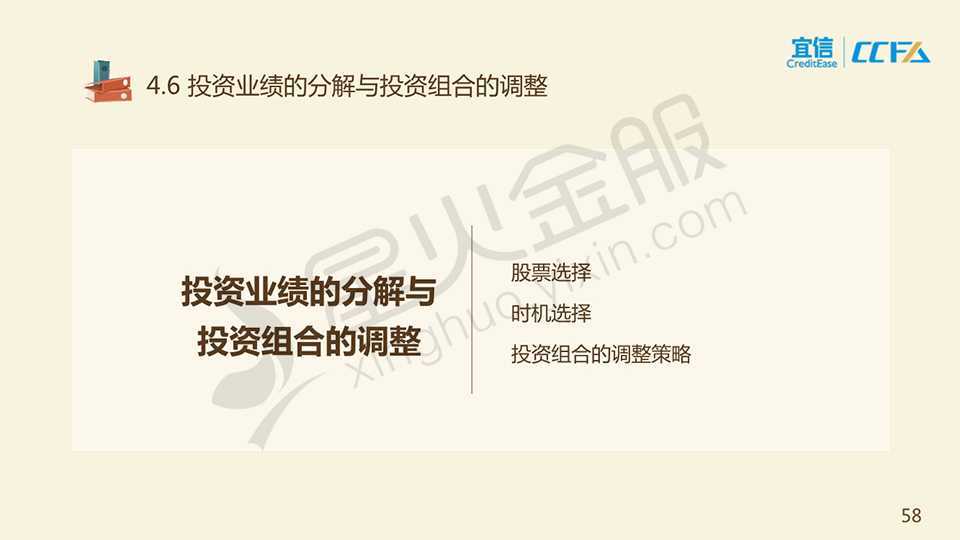 宜信
CreditEase
CCFA
4.6 投资业绩的分解与投资组合的调整
星火金服
xinghuo.yixin.com
投资业绩的分解与
投资组合的调整
股票选择
时机选择
投资组合的调整策略
58